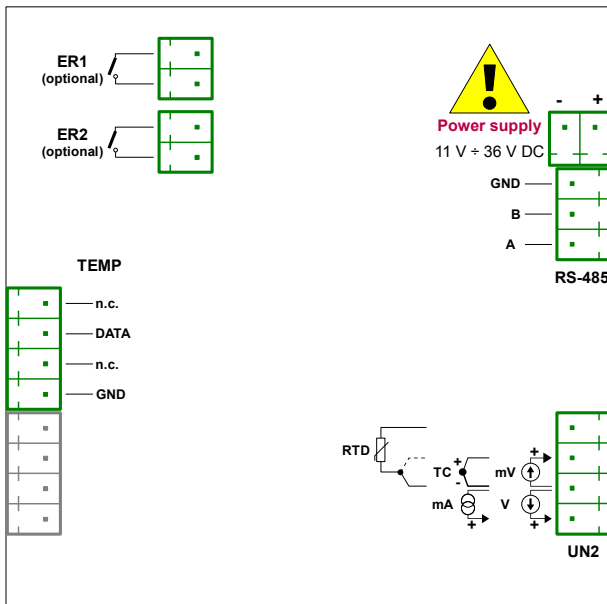 ER1
(optional)
ER2
(optional)
- +
Power supply
11 V ÷ 36 V DC
GND
B
A
RS-485
TEMP
n.c.
DATA
n.c.
GND
RTD
TC
+
-
mV
+
mA
+
V
+
UN2